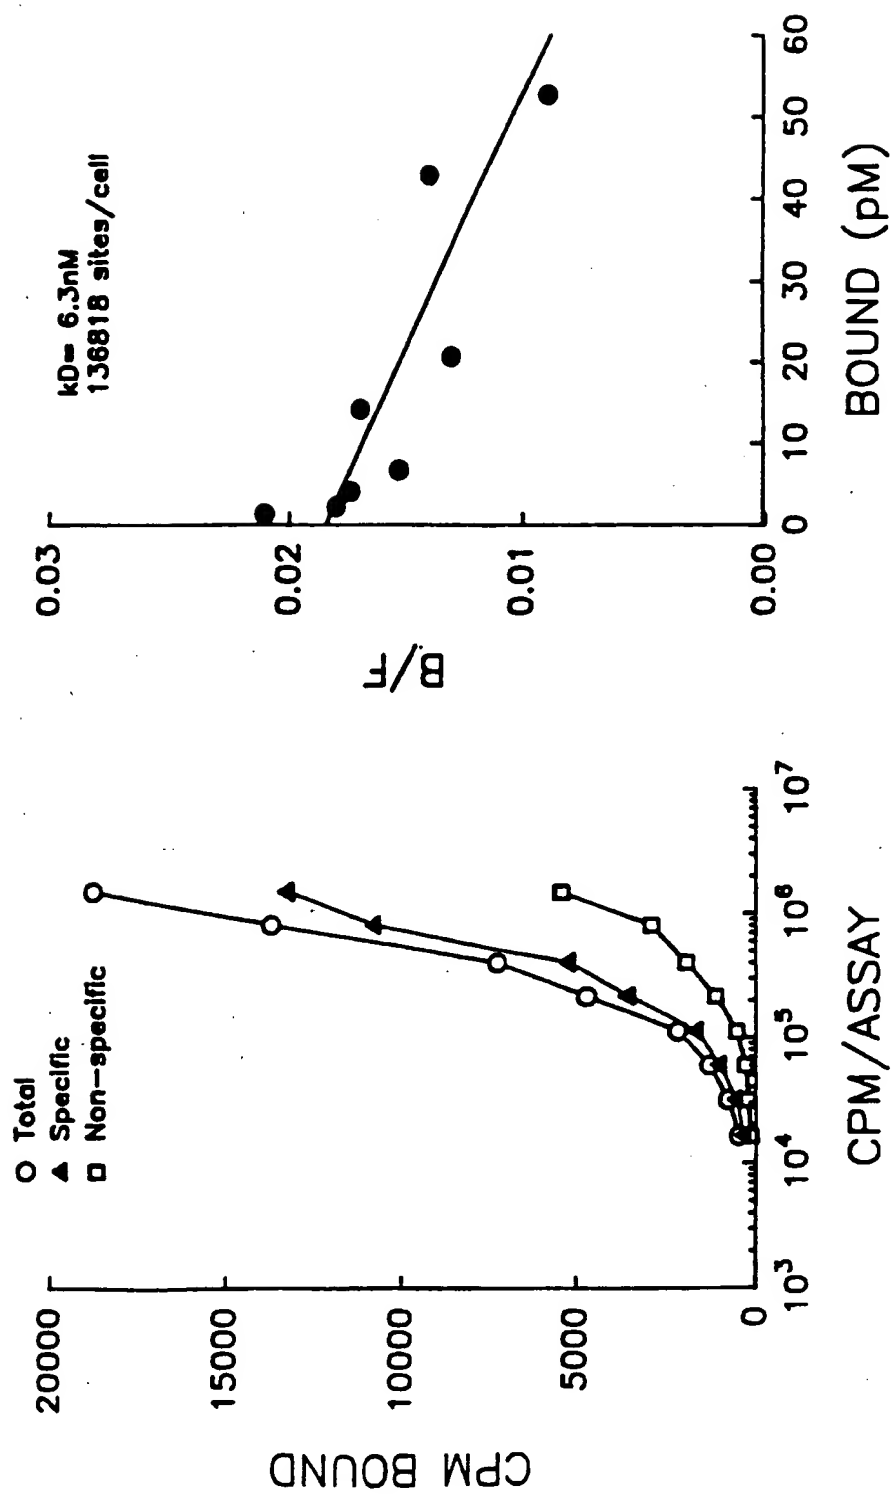 ○ Total
▲ Specific
□ Non-specific
CPM BOUND
20000
15000
10000
5000
0
10³ 10⁴ 10⁵ 10⁶ 10⁷
CPM/ASSAY
kD= 6.3nM
136818 sites/cell
B/F
0.03
0.02
0.01
0.00
0 10 20 30 40 50 60
BOUND (pM)